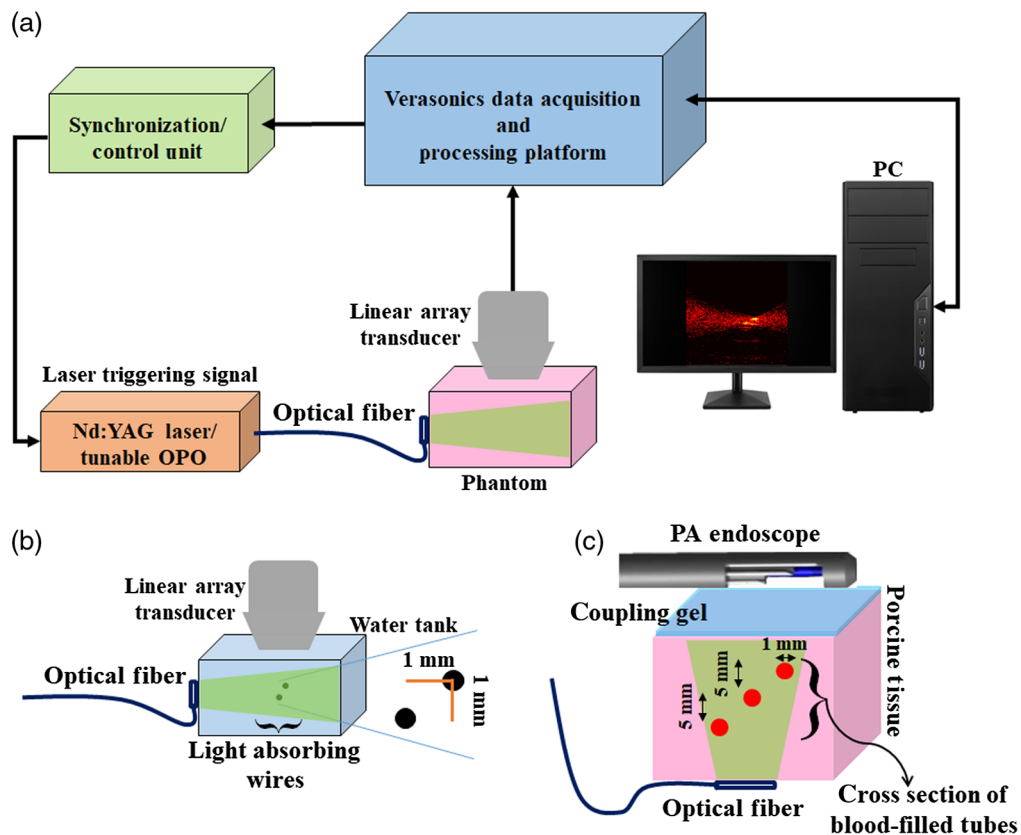 (a)
Verasonics data acquisition
and
processing platform
Synchronization/
control unit
PC
Linear array
transducer
Laser triggering signal
Nd:YAG laser/
tunable OPO
Optical fiber
Phantom
(b)
Linear array
transducer
Water tank
1 mm
1 mm
Optical fiber
Light absorbing
wires
(c)
PA endoscope
Coupling gel
Porcine tissue
1 mm
5 mm
5 mm
Optical fiber
Cross section of
blood-filled tubes